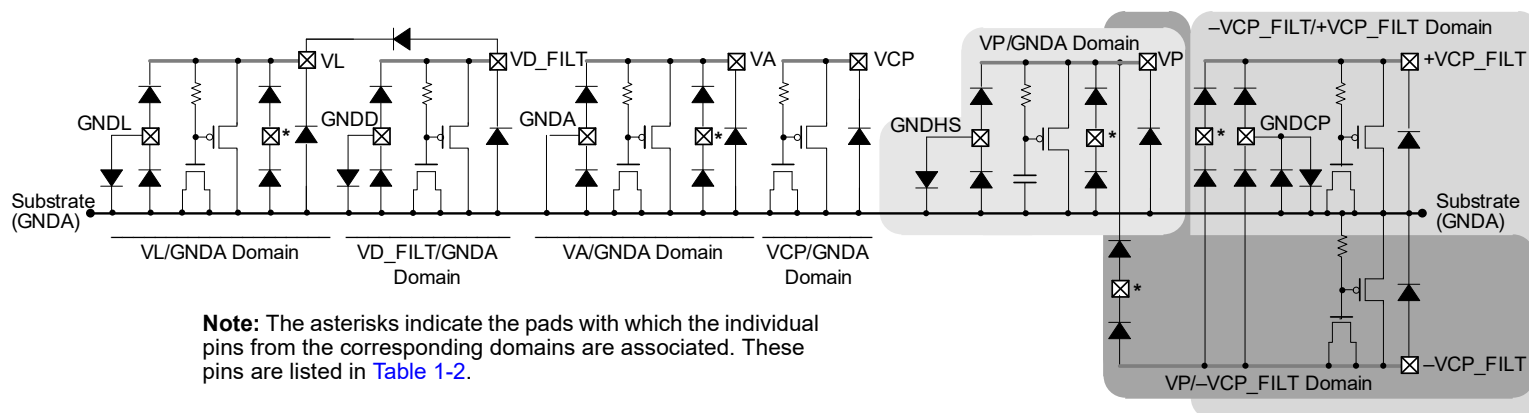 –VCP_FILT/+VCP_FILT Domain
VP/GNDA Domain
VL
VD_FILT
VA
VCP
VP
+VCP_FILT
GNDL
GNDD
GNDA
GNDHS
GNDCP
*
*
*
*
Substrate
(GNDA)
Substrate
(GNDA)
VL/GNDA Domain
VD_FILT/GNDA
Domain
VA/GNDA Domain
VCP/GNDA
Domain
*
Note: The asterisks indicate the pads with which the individual
pins from the corresponding domains are associated. These
pins are listed in Table 1-2.
–VCP_FILT
VP/–VCP_FILT Domain